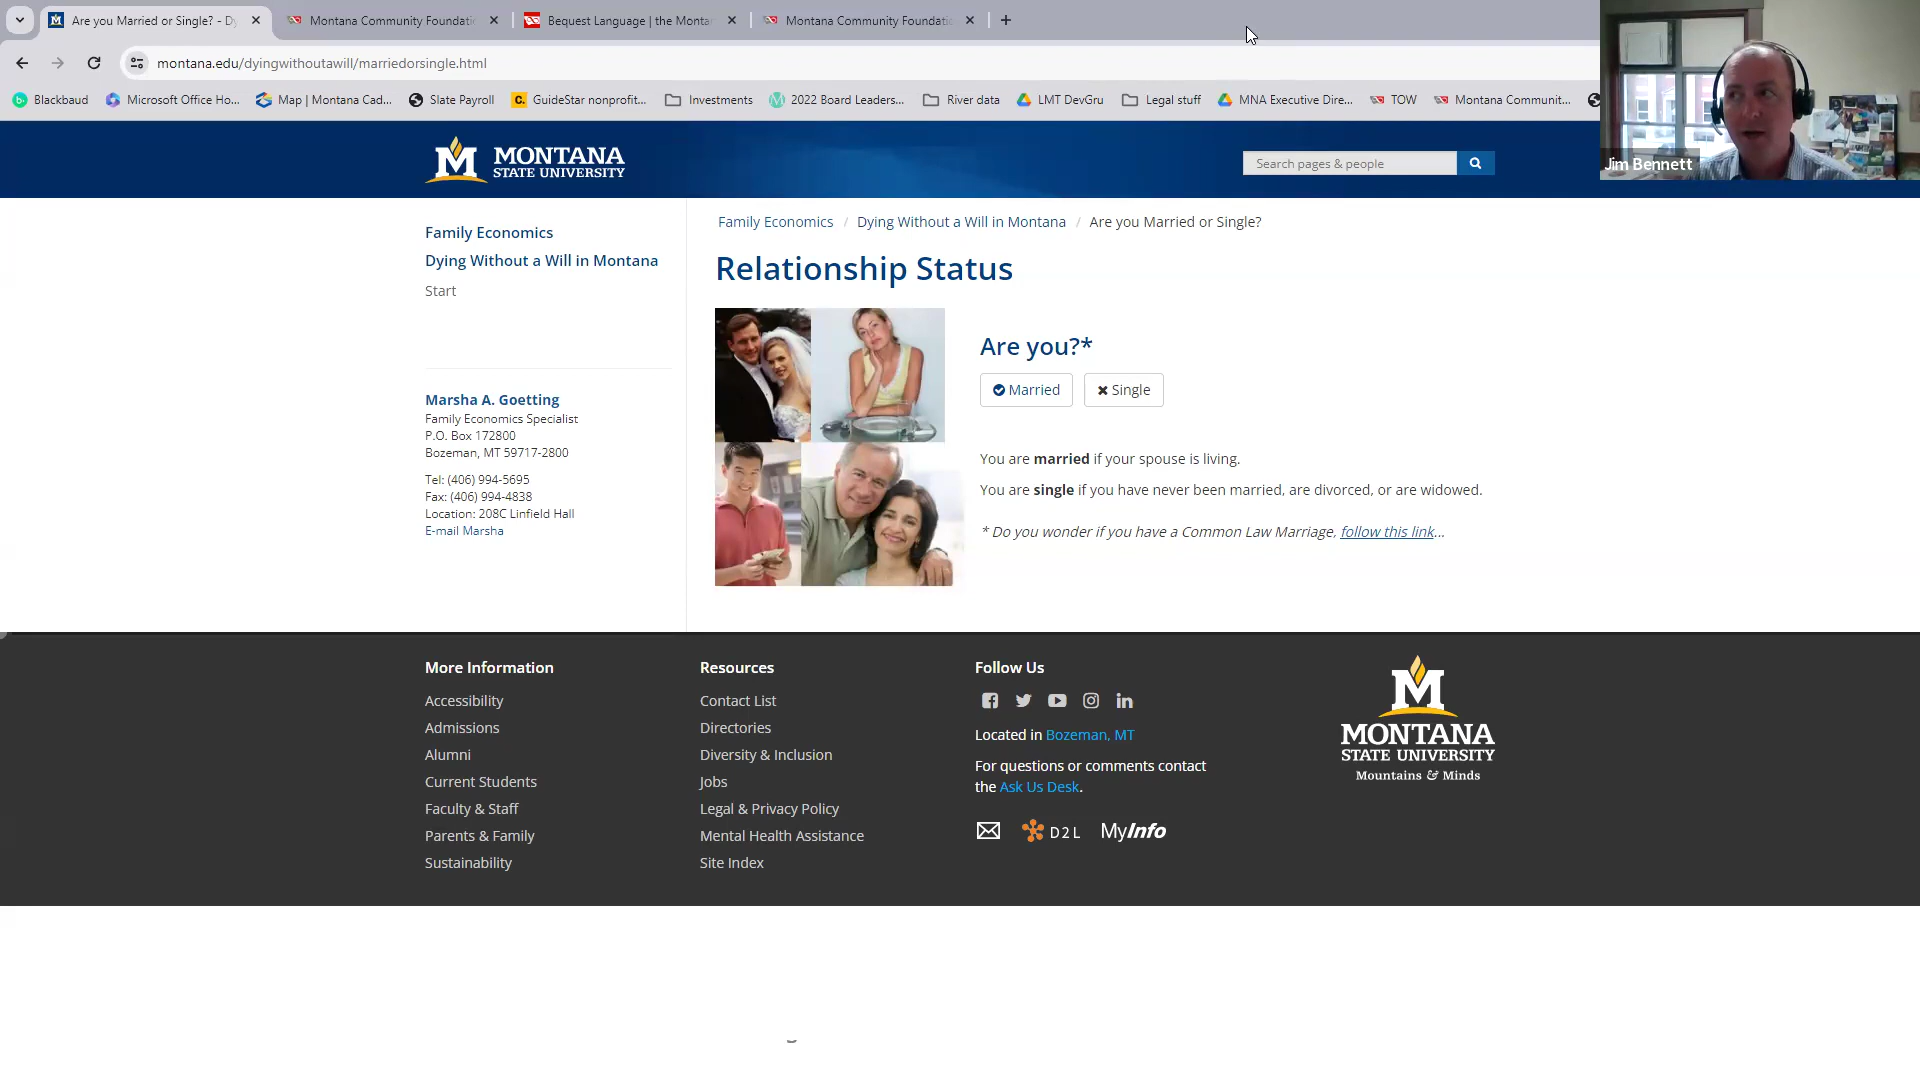 Are you Married or Single? - D
Montana Community Foundati
Bequest Language | the Monta
Montana Community Foundati
montana.edu/dyingwithoutawill/marriedorsingle.html
Blackbaud
Microsoft Office Ho...
Map | Montana Cad...
Slate Payroll
GuideStar nonprofit...
Investments
2022 Board Leaders...
River data
LMT DevGru
Legal stuff
MNA Executive Dire...
TOW
Montana Communit...
Jim Bennett
M MONTANA
STATE UNIVERSITY
Search pages & people
Family Economics
Dying Without a Will in Montana
Start
Marsha A. Goetting
Family Economics Specialist
P.O. Box 172800
Bozeman, MT 59717-2800
Tel: (406) 994-5695
Fax: (406) 994-4838
Location: 208C Linfield Hall
E-mail Marsha
Family Economics / Dying Without a Will in Montana / Are you Married or Single?
Relationship Status
Are you?*
Married
Single
You are married if your spouse is living.
You are single if you have never been married, are divorced, or are widowed.
* Do you wonder if you have a Common Law Marriage, follow this link...
More Information
Accessibility
Admissions
Alumni
Current Students
Faculty & Staff
Parents & Family
Sustainability
Resources
Contact List
Directories
Diversity & Inclusion
Jobs
Legal & Privacy Policy
Mental Health Assistance
Site Index
Follow Us
Located in Bozeman, MT
For questions or comments contact
the Ask Us Desk.
D2L
MyInfo
M
MONTANA
STATE UNIVERSITY
Mountains & Minds